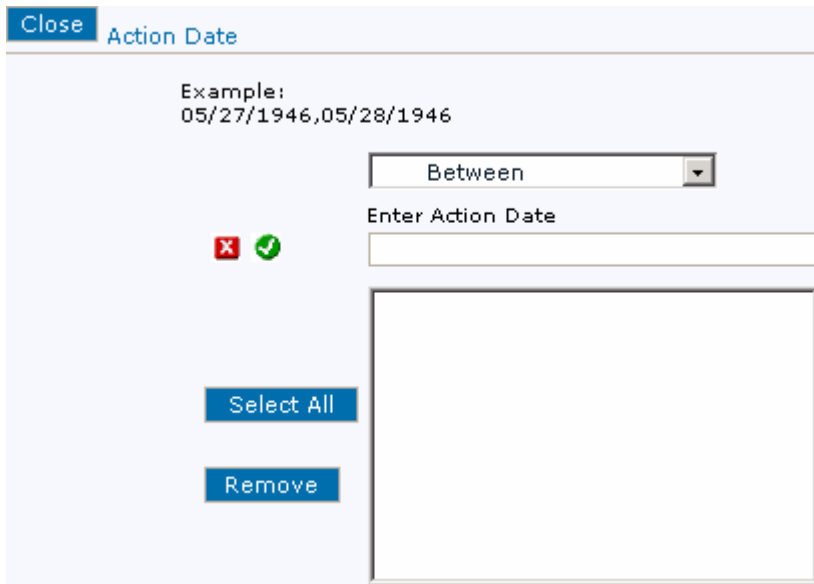 Close
Action Date
Example:
05/27/1946,05/28/1946
Between
Enter Action Date
Select All
Remove